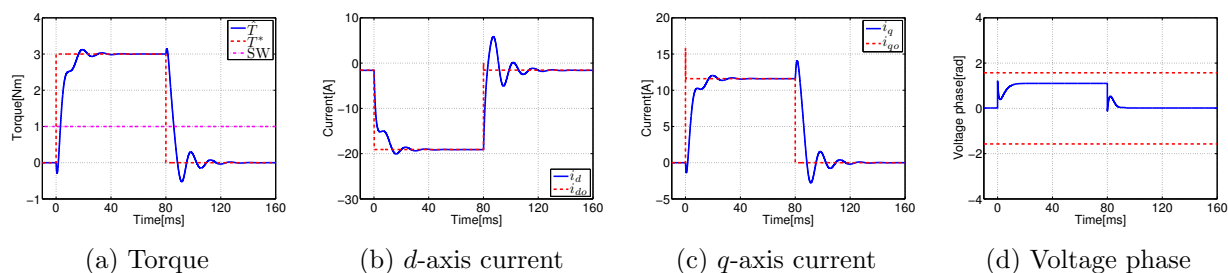 4
3
2
1
0
−1
0 40 80 120 160
Torque[Nm]
Time[ms]
T̂
T*
SW
(a) Torque
10
0
−10
−20
−30
0 40 80 120 160
Current[A]
Time[ms]
i_d
i_do
(b) d-axis current
20
15
10
5
0
−5
0 40 80 120 160
Current[A]
Time[ms]
i_q
i_qo
(c) q-axis current
4
2
0
−2
−4
0 40 80 120 160
Voltage phase[rad]
Time[ms]
(d) Voltage phase